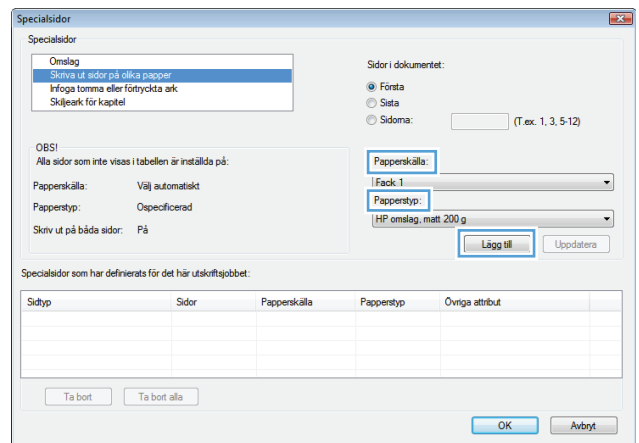 Specialsidor
Specialsidor
Omslag
Skriva ut sidor på olika papper
Infoga tomma eller förtryckta ark
Skiljeark för kapitel
Sidor i dokumentet:
Första
Sista
Sidorna:
(T.ex. 1, 3, 5-12)
OBS!
Alla sidor som inte visas i tabellen är inställda på:
Papperskälla: Välj automatiskt
Papperstyp: Ospecificerad
Skriv ut på båda sidor: På
Papperskälla:
Fack 1
Papperstyp:
HP omslag, matt 200 g
Lägg till Uppdatera
Specialsidor som har definierats för det här utskriftsjobbet:
Sidtyp Sidor Papperskälla Papperstyp Övriga attribut
Ta bort Ta bort alla
OK Avbryt